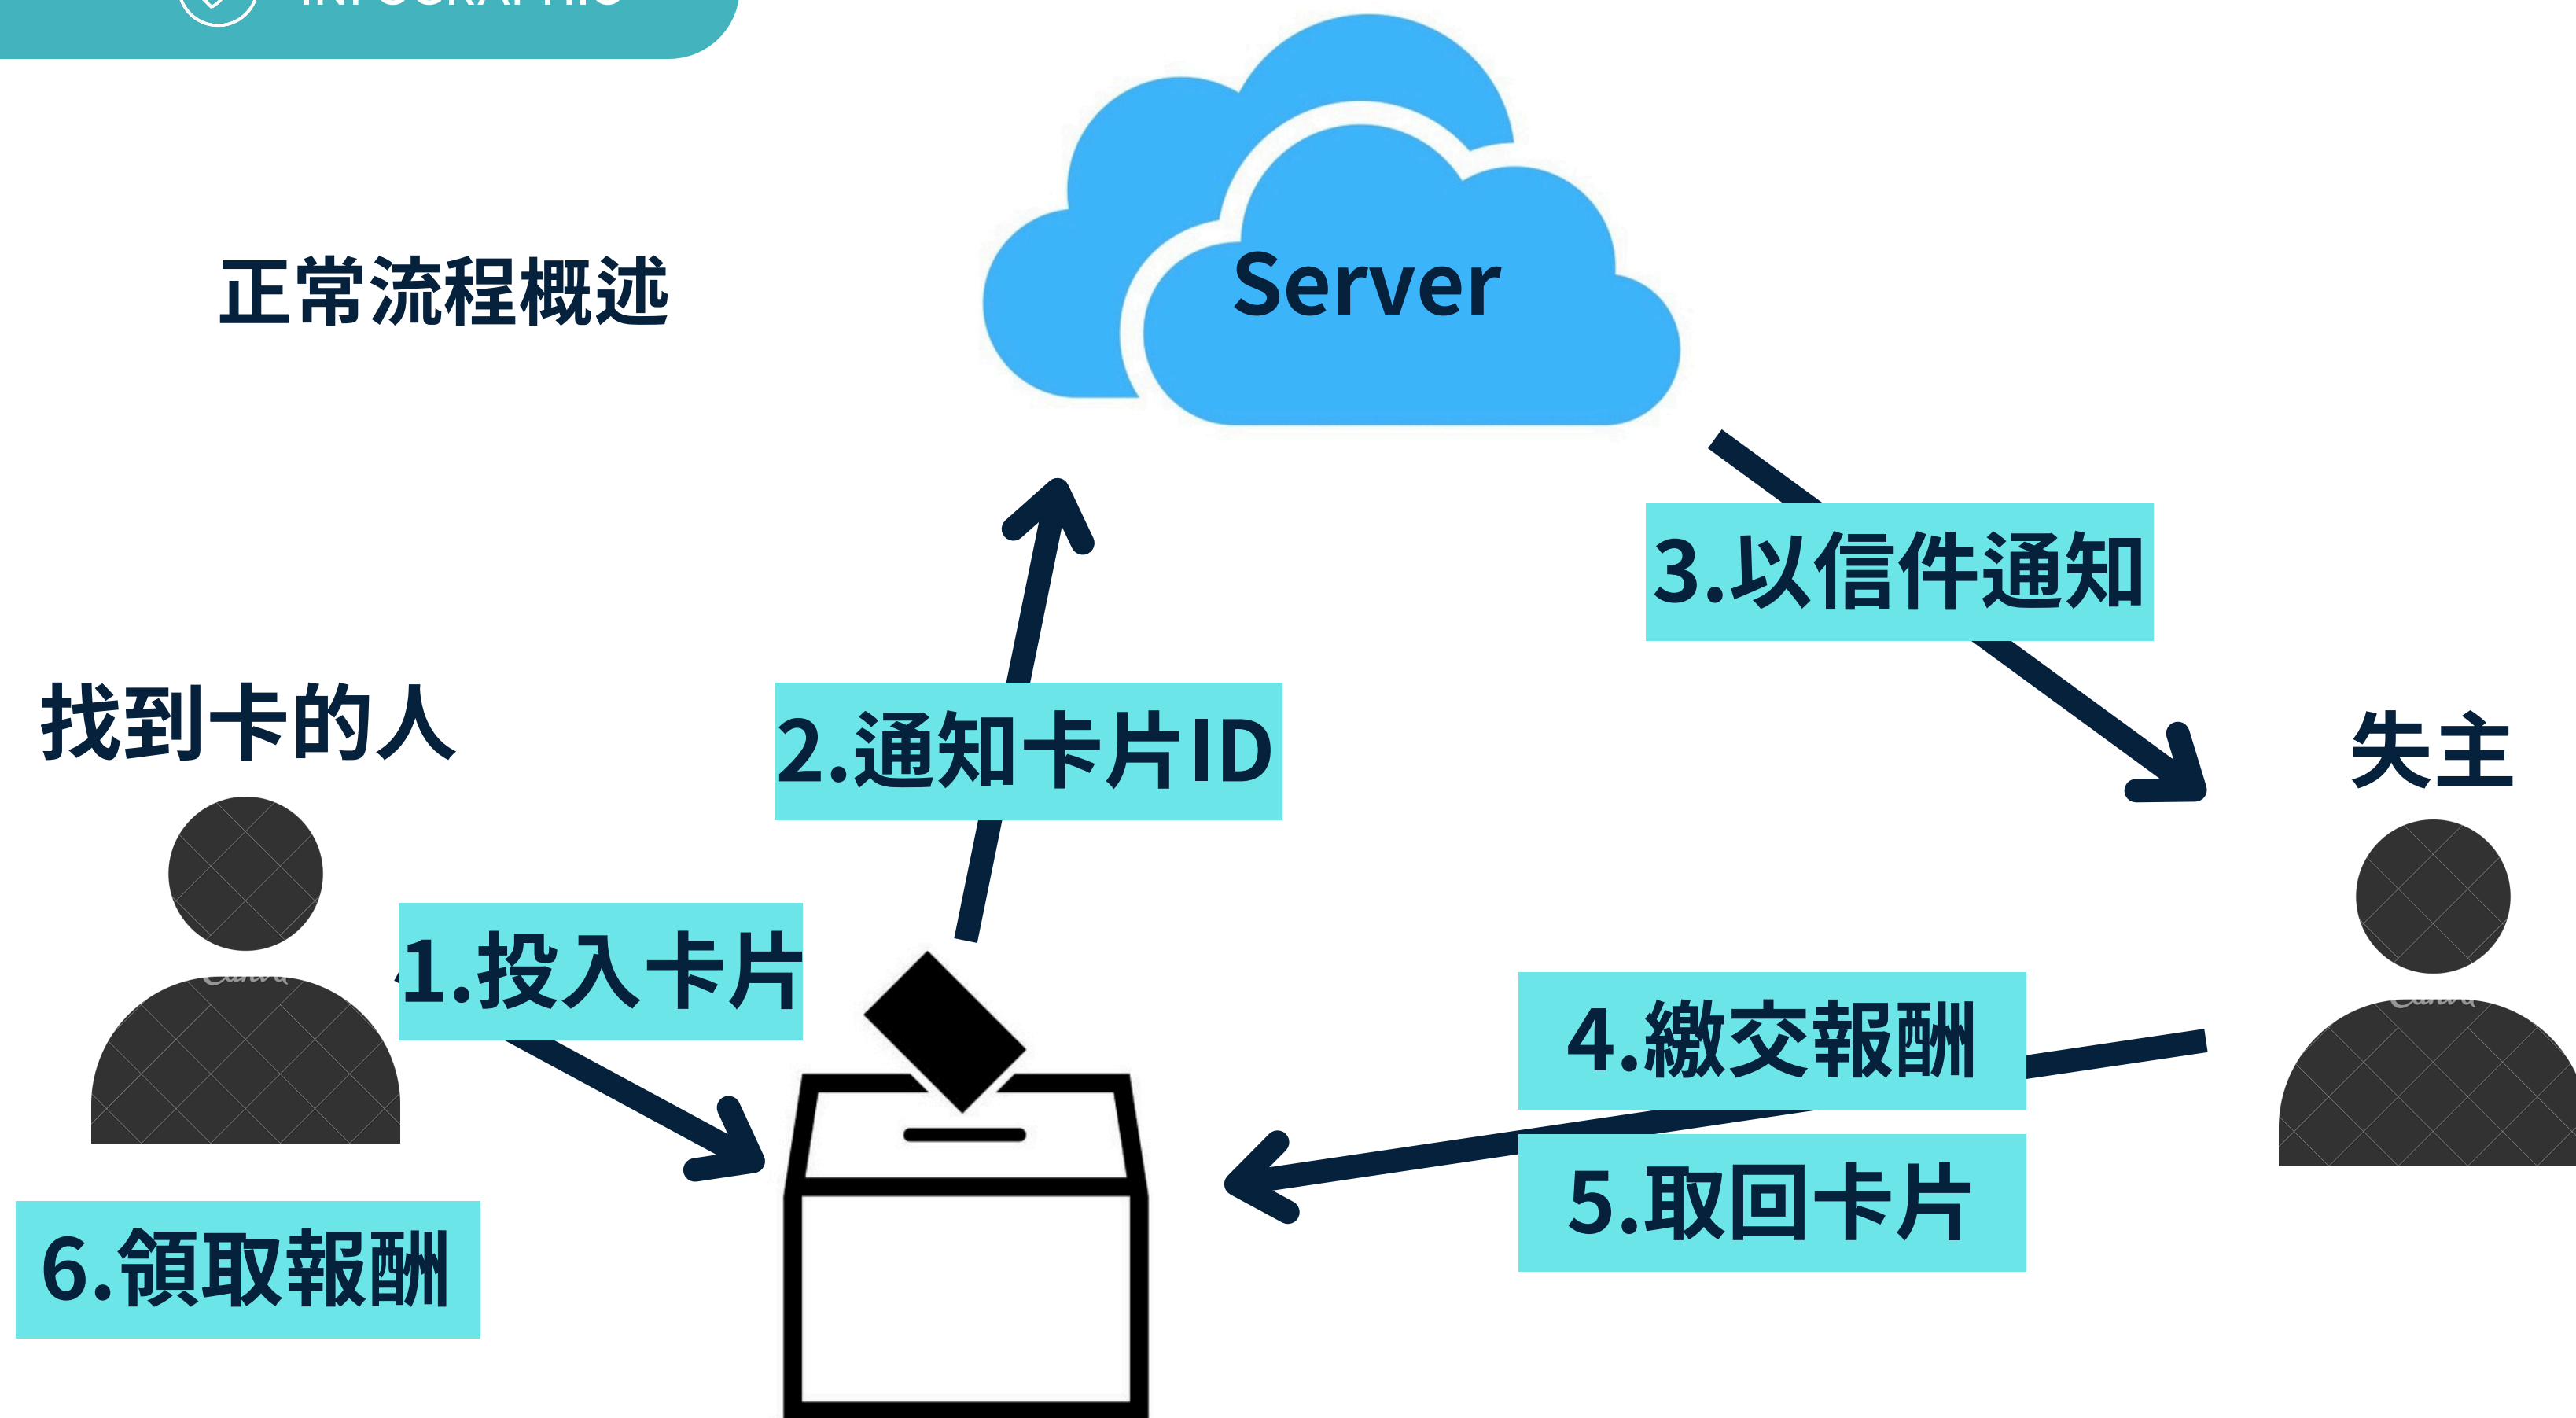 正常流程概述
Server
3.以信件通知
找到卡的人
2.通知卡片ID
失主
1.投入卡片
4.繳交報酬
5.取回卡片
6.領取報酬